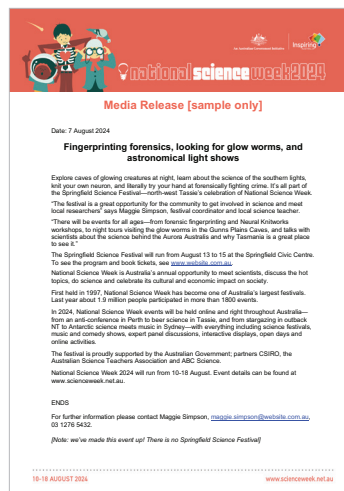 An Australian Government Initiative
Inspiring
nationalscienceweek2024
Media Release [sample only]
Date: 7 August 2024
Fingerprinting forensics, looking for glow worms, and
astronomical light shows
Explore caves of glowing creatures at night, learn about the science of the southern lights,
knit your own neuron, and literally try your hand at forensically fighting crime. It's all part of
the Springfield Science Festival—north-west Tassie's celebration of National Science Week.
"The festival is a great opportunity for the community to get involved in science and meet
local researchers" says Maggie Simpson, festival coordinator and local science teacher.
"There will be events for all ages—from forensic fingerprinting and Neural Knitworks
workshops, to night tours visiting the glow worms in the Gunns Plains Caves, and talks with
scientists about the science behind the Aurora Australis and why Tasmania is a great place
to see it."
The Springfield Science Festival will run from August 13 to 15 at the Springfield Civic Centre.
To see the program and book tickets, see www.website.com.au.
National Science Week is Australia's annual opportunity to meet scientists, discuss the hot
topics, do science and celebrate its cultural and economic impact on society.
First held in 1997, National Science Week has become one of Australia's largest festivals.
Last year about 1.9 million people participated in more than 1800 events.
In 2024, National Science Week events will be held online and right throughout Australia—
from an anti-conference in Perth to beer science in Tassie, and from stargazing in outback
NT to Antarctic science meets music in Sydney—with everything including science festivals,
music and comedy shows, expert panel discussions, interactive displays, open days and
online activities.
The festival is proudly supported by the Australian Government; partners CSIRO, the
Australian Science Teachers Association and ABC Science.
National Science Week 2024 will run from 10-18 August. Event details can be found at
www.scienceweek.net.au.
ENDS
For further information please contact Maggie Simpson, maggie.simpson@website.com.au,
03 1276 5432.
[Note: we've made this event up! There is no Springfield Science Festival]
10-18 AUGUST 2024
www.scienceweek.net.au